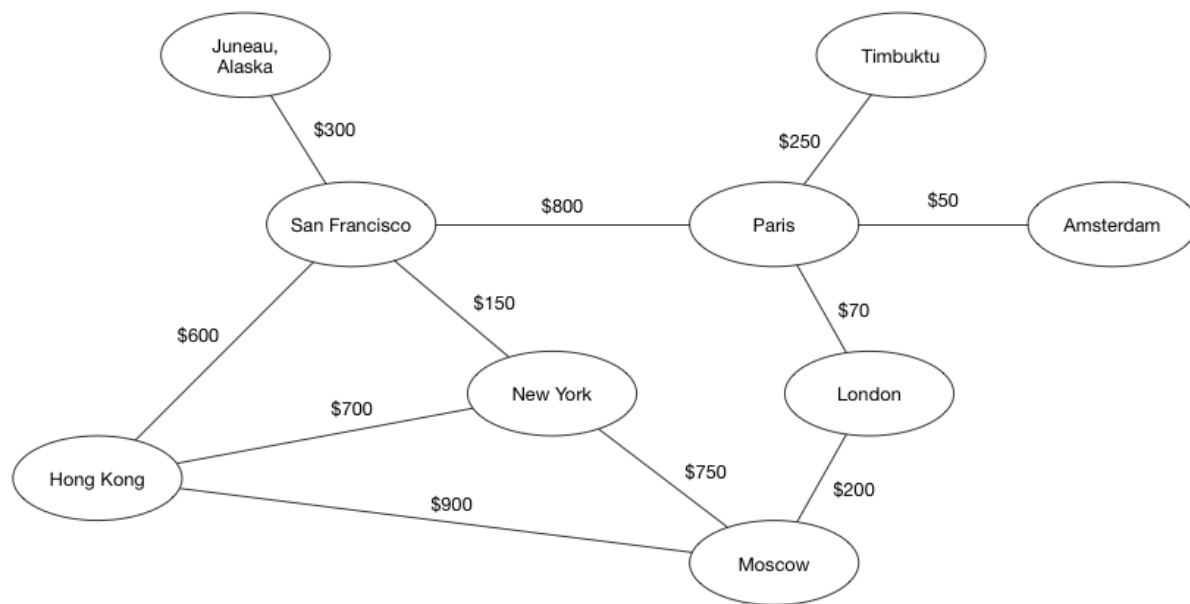 Juneau,
Alaska
Timbuktu
$300
$250
San Francisco
$800
Paris
$50
Amsterdam
$600
$150
$70
$700
New York
London
Hong Kong
$900
$750
$200
Moscow